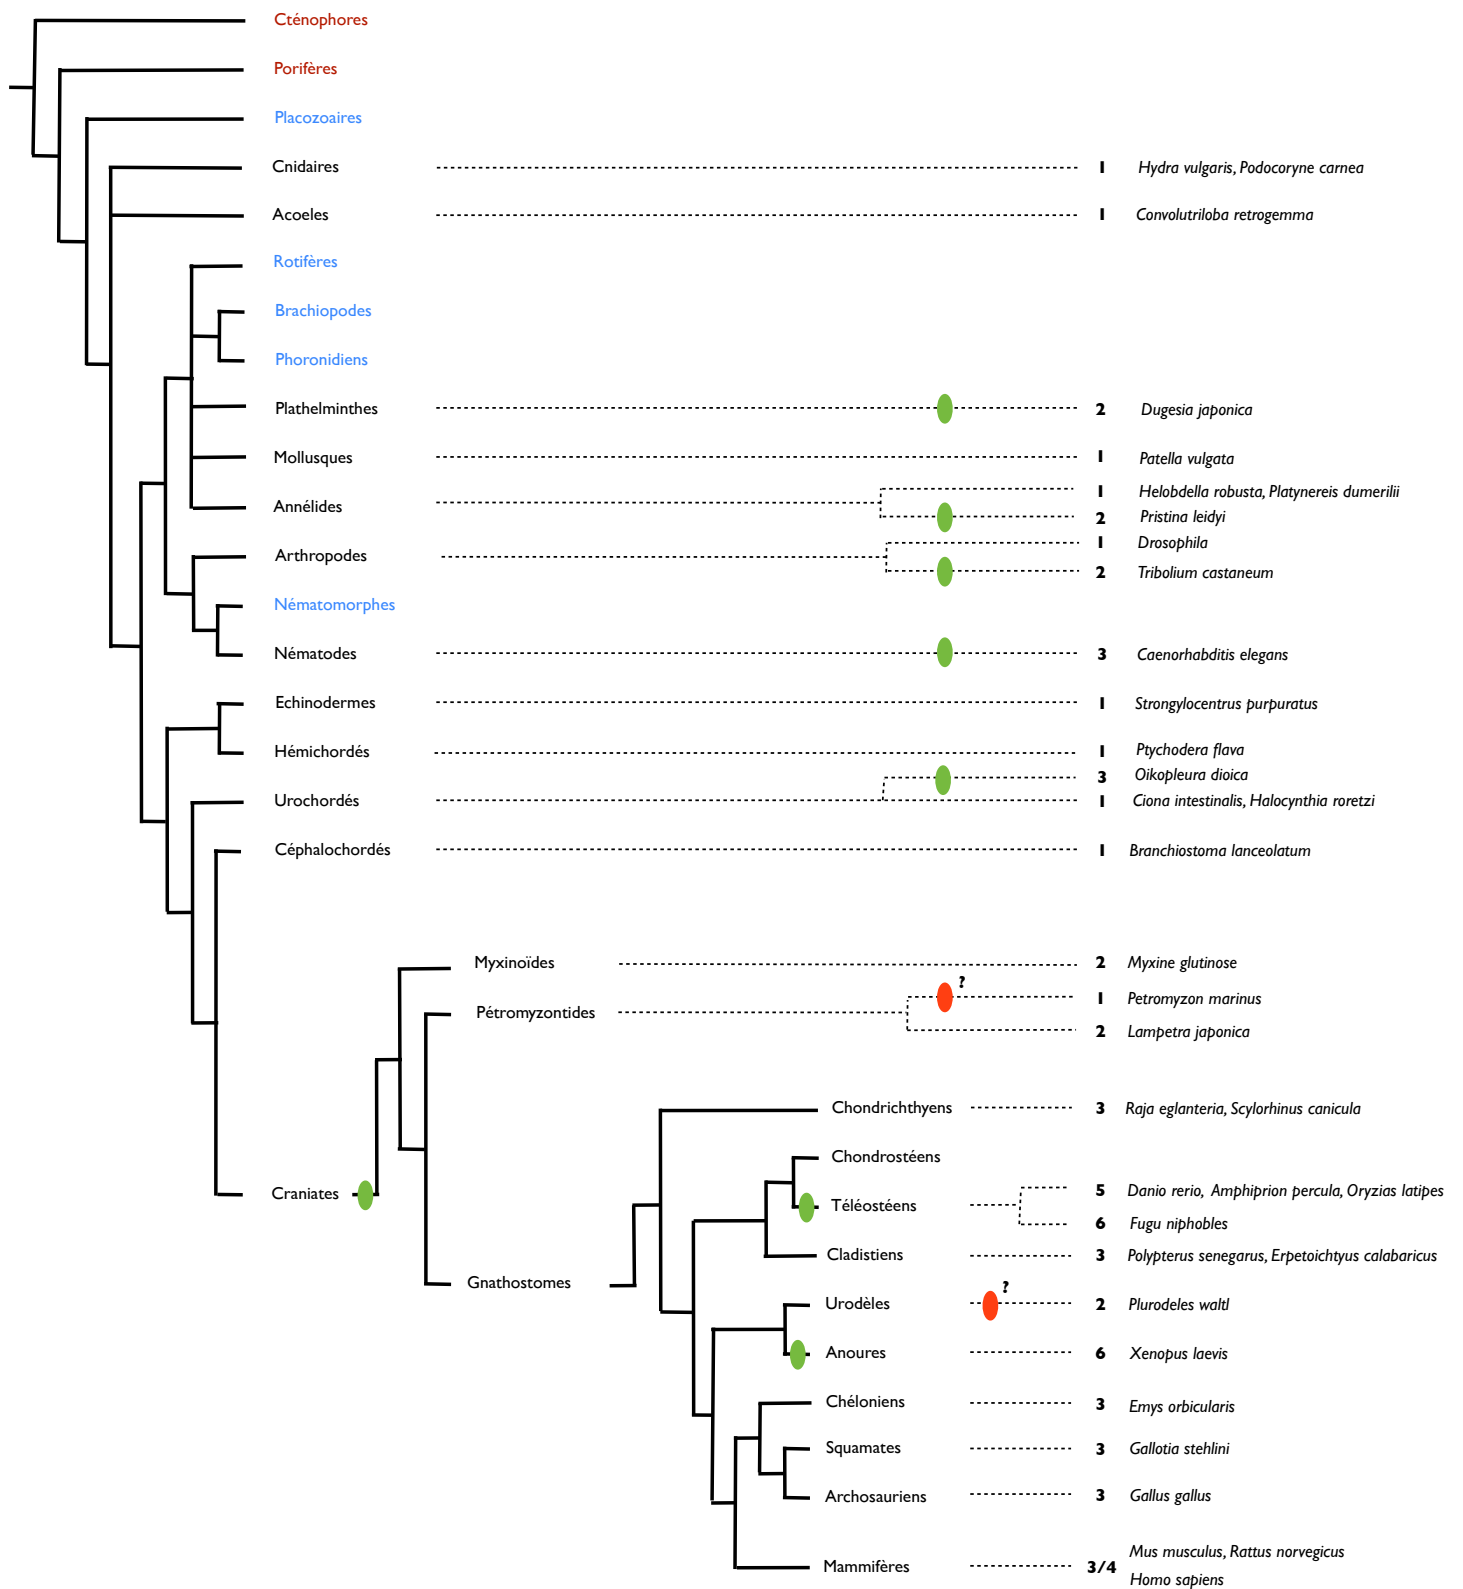 Cténophores
Porifères
Placozoaires
Cnidaires 1 Hydra vulgaris, Podocoryne carnea
Acoeles 1 Convolutriloba retrogemma
Rotifères
Brachiopodes
Phoronidiens
Plathelminthes 2 Dugesia japonica
Mollusques 1 Patella vulgata
1 Helobdella robusta, Platynereis dumerilii
Annélides
2 Pristina leidyi
1 Drosophila
Arthropodes
2 Tribolium castaneum
Nématomorphes
Nématodes 3 Caenorhabditis elegans
Echinodermes 1 Strongylocentrus purpuratus
Hémichordés 1 Ptychodera flava
3 Oikopleura dioica
Urochordés 1 Ciona intestinalis, Halocynthia roretzi
Céphalochordés 1 Branchiostoma lanceolatum
Myxinoïdes 2 Myxine glutinose
?
1 Petromyzon marinus
Pétromyzontides
2 Lampetra japonica
Chondrichthyens 3 Raja eglanteria, Scylorhinus canicula
Chondrostéens
5 Danio rerio, Amphiprion percula, Oryzias latipes
Craniates
Téléostéens
6 Fugu niphobles
Cladistiens 3 Polypterus senegarus, Erpetoichtyus calabaricus
Gnathostomes
?
Urodèles 2 Plurodeles waltl
Anoures 6 Xenopus laevis
Chéloniens 3 Emys orbicularis
Squamates 3 Gallotia stehlini
Archosauriens 3 Gallus gallus
Mus musculus, Rattus norvegicus
Mammifères 3/4
Homo sapiens